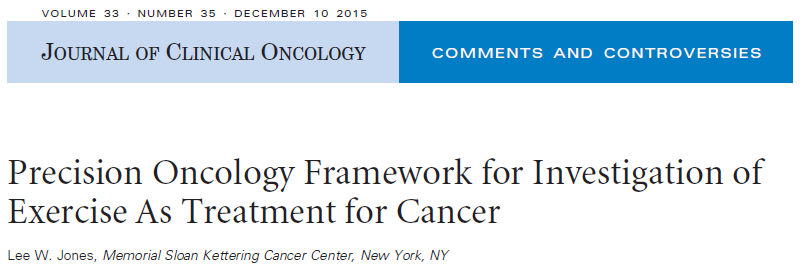 VOLUME 33 · NUMBER 35 · DECEMBER 10 2015
JOURNAL OF CLINICAL ONCOLOGY
COMMENTS AND CONTROVERSIES
Precision Oncology Framework for Investigation of
Exercise As Treatment for Cancer
Lee W. Jones, Memorial Sloan Kettering Cancer Center, New York, NY